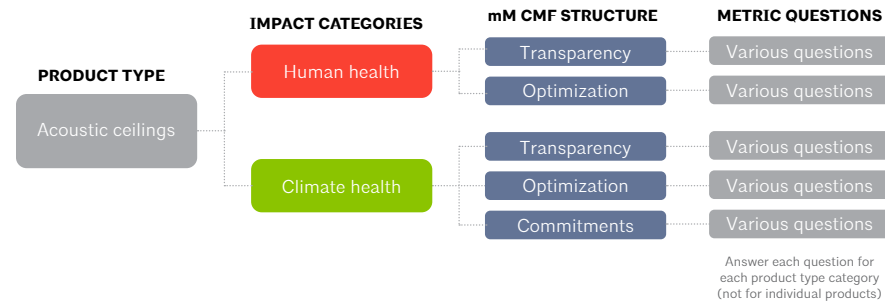 PRODUCT TYPE
Acoustic ceilings
IMPACT CATEGORIES
Human health
Climate health
mM CMF STRUCTURE
Transparency
Optimization
Transparency
Optimization
Commitments
METRIC QUESTIONS
Various questions
Various questions
Various questions
Various questions
Various questions
Answer each question for
each product type category
(not for individual products)